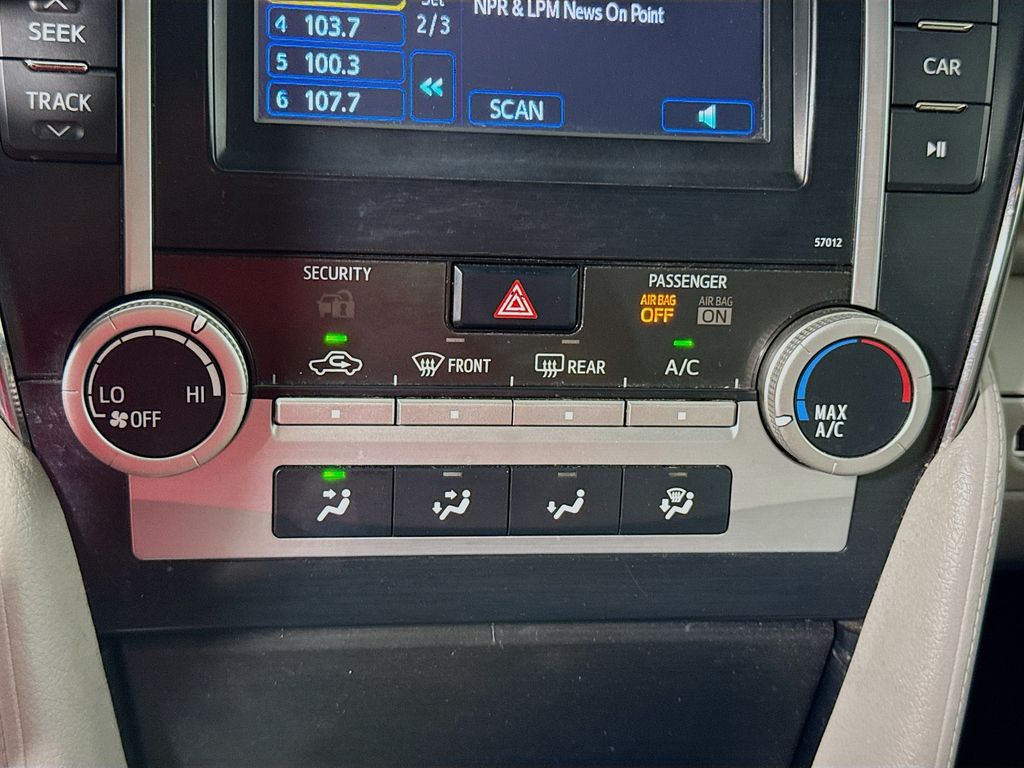 SEEK
TRACK
4 103.7
5 100.3
6 107.7
2/3
NPR & LPM News On Point
SCAN
CAR
57012
SECURITY
PASSENGER
AIR BAG
OFF
AIR BAG
ON
FRONT
REAR
A/C
LO
HI
OFF
MAX
A/C